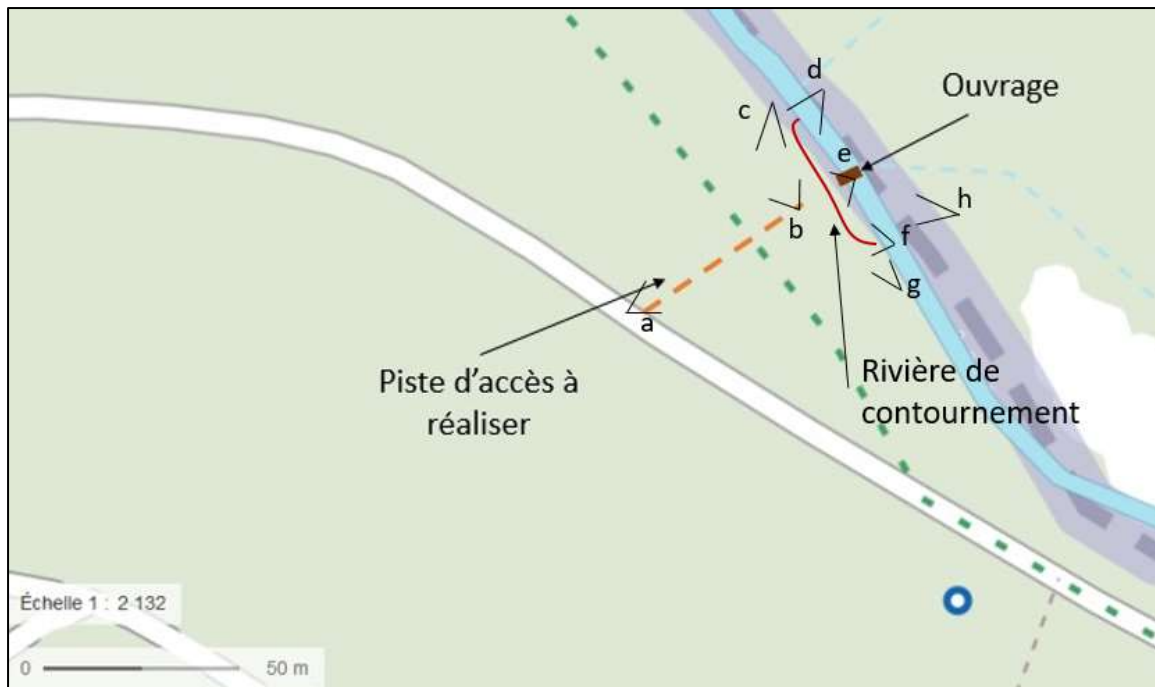 d
Ouvrage
c
e
h
b
f
g
a
Piste d'accès à
réaliser
Rivière de
contournement
Échelle 1 : 2 132
0 50 m